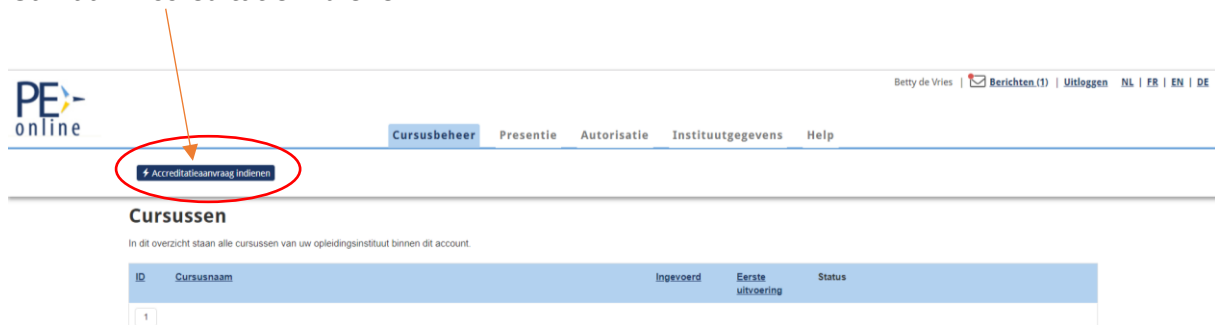 Betty de Vries | Berichten (1) | Uitloggen NL | FR | EN | DE
PE
online
Cursusbeheer Presentie Autorisatie Instituutgegevens Help
Accreditatieaanvraag indienen
Cursussen
In dit overzicht staan alle cursussen van uw opleidingsinstituut binnen dit account.
ID Cursusnaam Ingevoerd Eerste uitvoering Status
1